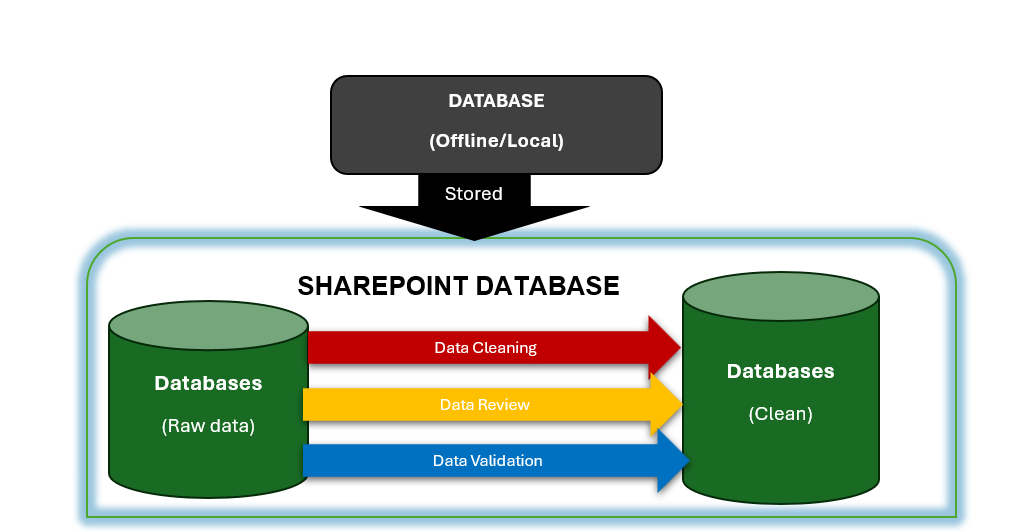 DATABASE
(Offline/Local)
Stored
SHAREPOINT DATABASE
Databases
(Raw data)
Data Cleaning
Data Review
Data Validation
Databases
(Clean)